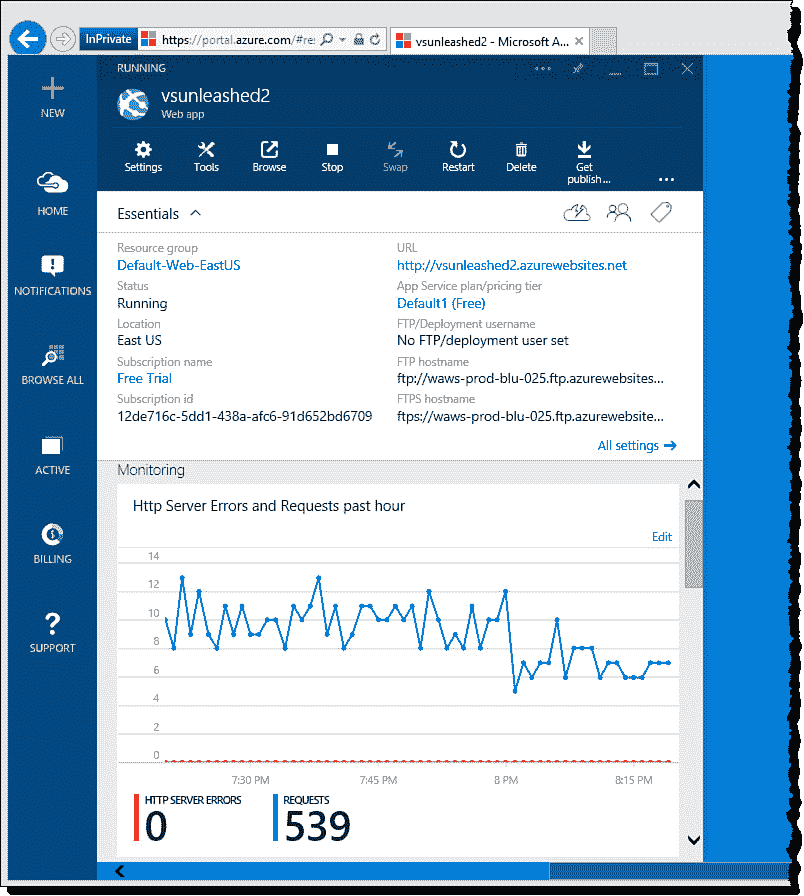 InPrivate
https://portal.azure.com/#re
vsunleashed2 - Microsoft A...
RUNNING
vsunleashed2
Web app
Settings
Tools
Browse
Stop
Swap
Restart
Delete
Get publish...
NEW
HOME
NOTIFICATIONS
BROWSE ALL
ACTIVE
BILLING
SUPPORT
Essentials
Resource group
Default-Web-EastUS
Status
Running
Location
East US
Subscription name
Free Trial
Subscription id
12de716c-5dd1-438a-afc6-91d652bd6709
URL
http://vsunleashed2.azurewebsites.net
App Service plan/pricing tier
Default1 (Free)
FTP/Deployment username
No FTP/deployment user set
FTP hostname
ftp://waws-prod-blu-025.ftp.azurewebsites...
FTPS hostname
ftps://waws-prod-blu-025.ftp.azurewebsite...
All settings
Monitoring
Http Server Errors and Requests past hour
Edit
14
12
10
8
6
4
2
0
7:30 PM
7:45 PM
8 PM
8:15 PM
HTTP SERVER ERRORS
0
REQUESTS
539